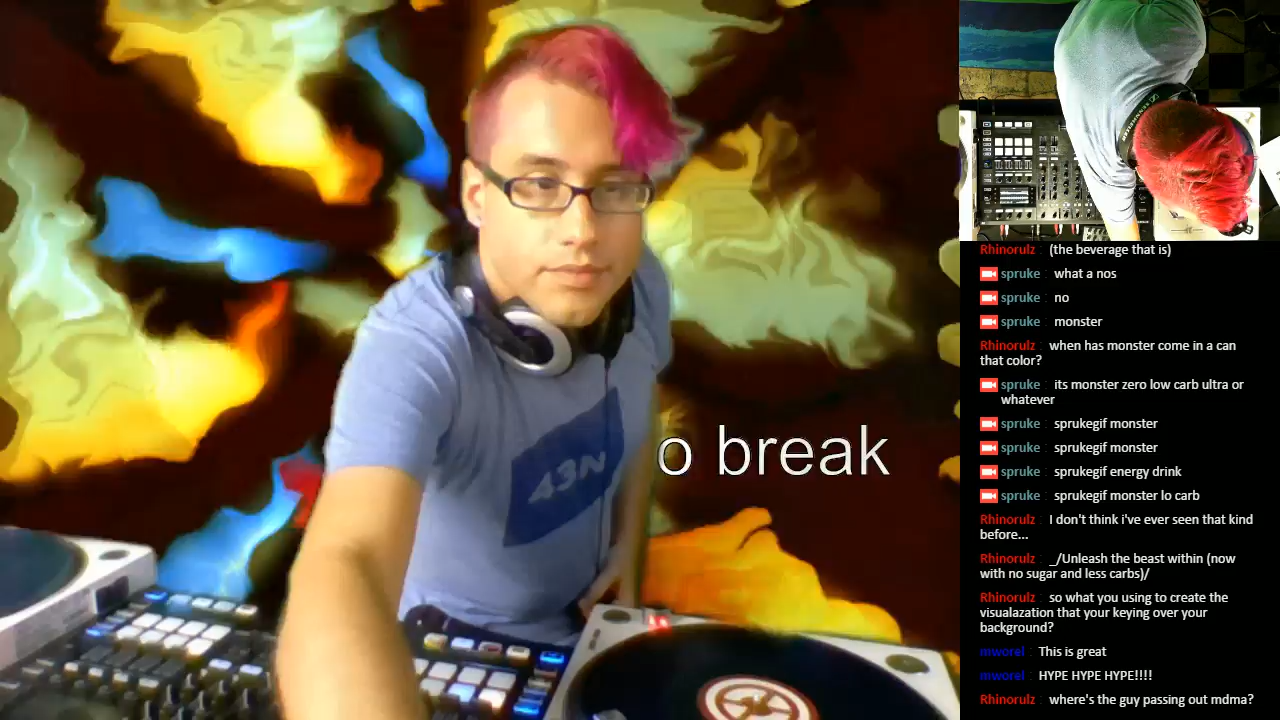 o break
43N
Rhinorulz : (the beverage that is)
spruke : what a nos
spruke : no
spruke : monster
Rhinorulz : when has monster come in a can
that color?
spruke : its monster zero low carb ultra or
whatever
spruke : sprukegif monster
spruke : sprukegif monster
spruke : sprukegif energy drink
spruke : sprukegif monster lo carb
Rhinorulz : I don't think i've ever seen that kind
before...
Rhinorulz : _/Unleash the beast within (now
with no sugar and less carbs)/
Rhinorulz : so what you using to create the
visualazation that your keying over your
background?
mworel : This is great
mworel : HYPE HYPE HYPE!!!!
Rhinorulz : where's the guy passing out mdma?